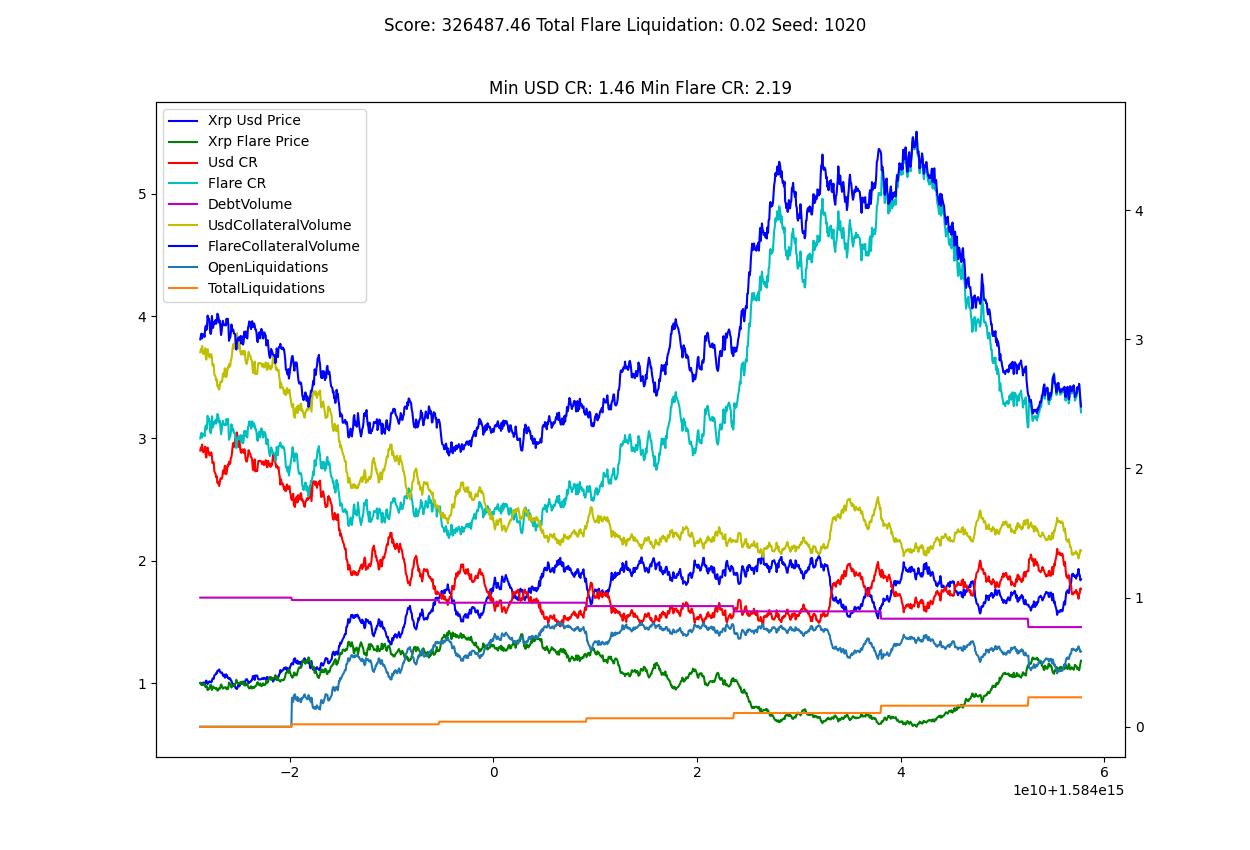 Score: 326487.46 Total Flare Liquidation: 0.02 Seed: 1020
Min USD CR: 1.46 Min Flare CR: 2.19
Xrp Usd Price
Xrp Flare Price
Usd CR
Flare CR
DebtVolume
UsdCollateralVolume
FlareCollateralVolume
OpenLiquidations
TotalLiquidations
5
4
3
2
1
4
3
2
1
0
−2
0
2
4
6
1e10+1.584e15